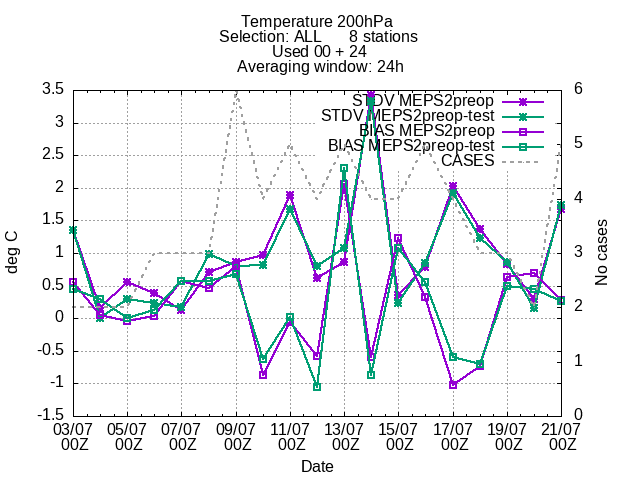 Temperature 200hPa
Selection: ALL 8 stations
Used 00 + 24
Averaging window: 24h
3.5
3
2.5
2
1.5
1
0.5
0
-0.5
-1
-1.5
deg C
STDV MEPS2preop
STDV MEPS2preop-test
BIAS MEPS2preop
BIAS MEPS2preop-test
CASES
6
5
4
3
2
1
0
No cases
03/07 05/07 07/07 09/07 11/07 13/07 15/07 17/07 19/07 21/07
00Z 00Z 00Z 00Z 00Z 00Z 00Z 00Z 00Z 00Z
Date